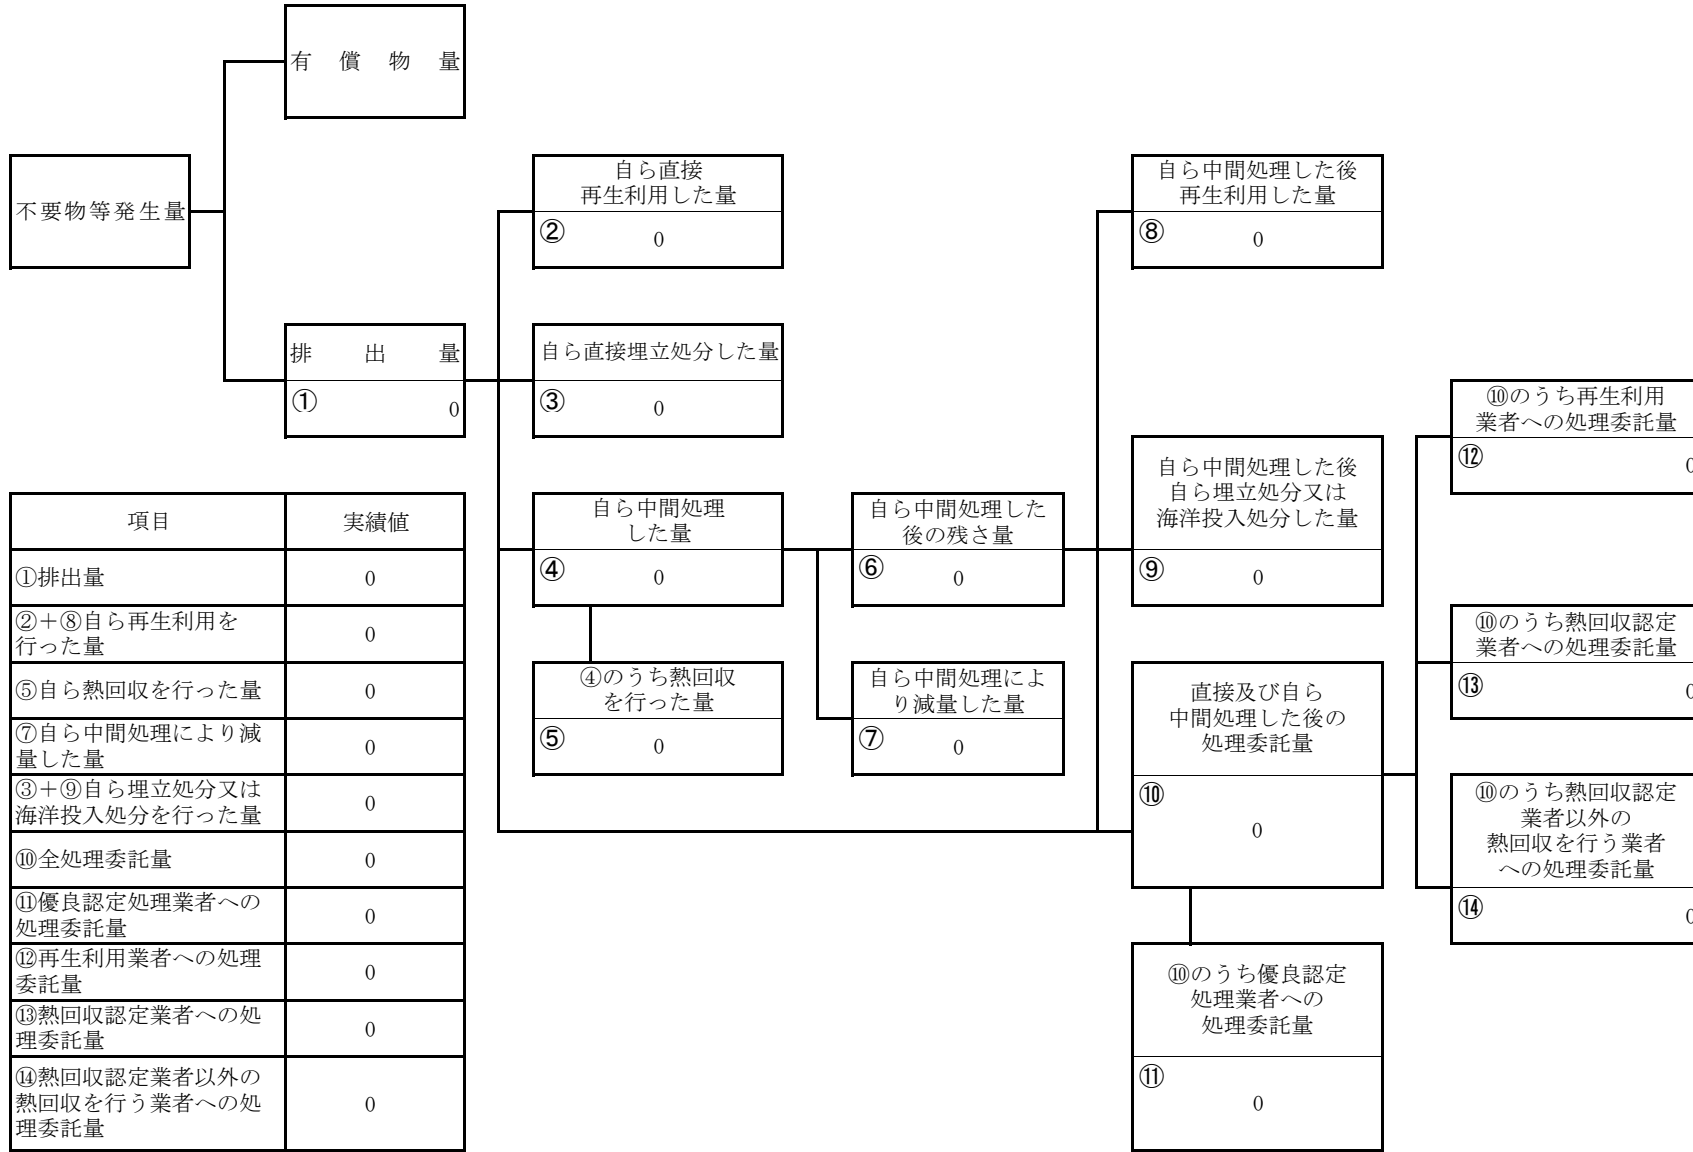 有償物量
不要物等発生量
自ら直接
再生利用した量
②
0
自ら中間処理した後
再生利用した量
⑧
0
排出量
①
0
自ら直接埋立処分した量
③
0
⑩のうち再生利用
業者への処理委託量
⑫
0
自ら中間処理した後
自ら埋立処分又は
海洋投入処分した量
⑨
0
自ら中間処理
した量
④
0
自ら中間処理した
後の残さ量
⑥
0
④のうち熱回収
を行った量
⑤
0
自ら中間処理によ
り減量した量
⑦
0
直接及び自ら
中間処理した後の
処理委託量
⑩
0
⑩のうち熱回収認定
業者への処理委託量
⑬
0
⑩のうち熱回収認定
業者以外の
熱回収を行う業者
への処理委託量
⑭
0
⑩のうち優良認定
処理業者への
処理委託量
⑪
0
項目 実績値
①排出量 0
②＋⑧自ら再生利用を
行った量 0
⑤自ら熱回収を行った量 0
⑦自ら中間処理により減
量した量 0
③＋⑨自ら埋立処分又は
海洋投入処分を行った量 0
⑩全処理委託量 0
⑪優良認定処理業者への
処理委託量 0
⑫再生利用業者への処理
委託量 0
⑬熱回収認定業者への処
理委託量 0
⑭熱回収認定業者以外の
熱回収を行う業者への処 0
理委託量